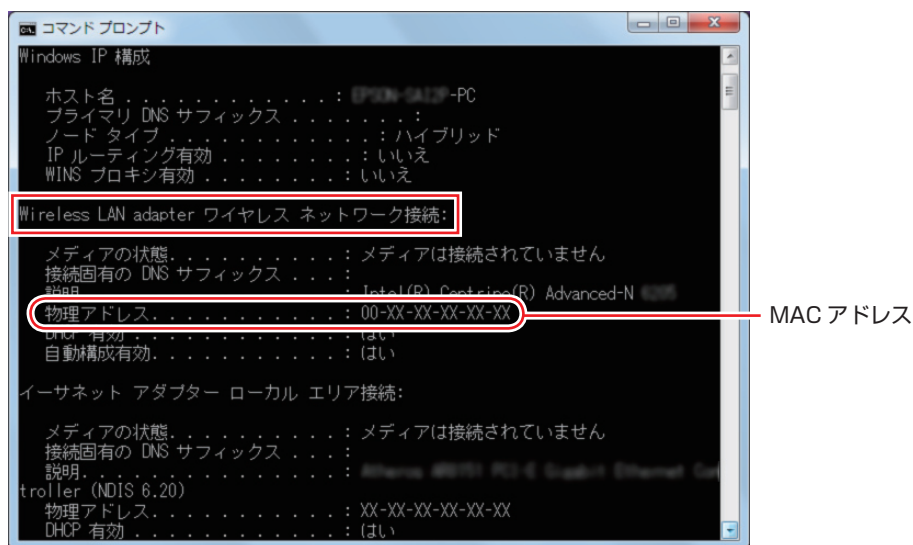 コマンド プロンプト
Windows IP 構成
ホスト名 . . . . . . . . . . . . : -PC
プライマリ DNS サフィックス . . . . . . . :
ノード タイプ . . . . . . . . . . . . : ハイブリッド
IP ルーティング有効 . . . . . . . . : いいえ
WINS プロキシ有効 . . . . . . . . : いいえ
Wireless LAN adapter ワイヤレス ネットワーク接続:
メディアの状態. . . . . . . . . . . : メディアは接続されていません
接続固有の DNS サフィックス . . . :
説明. . . . . . . . . . . . . . . : Intel(R) Centrino(R) Advanced-N
物理アドレス. . . . . . . . . . . . : 00-XX-XX-XX-XX-XX
MAC アドレス
DHCP 有効 . . . . . . . . . . . . : はい
自動構成有効. . . . . . . . . . . . : はい
イーサネット アダプター ローカル エリア接続:
メディアの状態. . . . . . . . . . . : メディアは接続されていません
接続固有の DNS サフィックス . . . :
説明. . . . . . . . . . . . . . . :
troller (NDIS 6.20)
物理アドレス. . . . . . . . . . . . : XX-XX-XX-XX-XX-XX
DHCP 有効 . . . . . . . . . . . . : はい